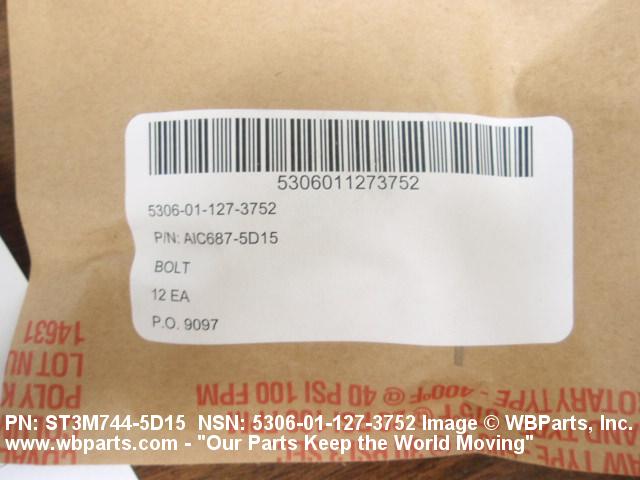 5306011273752
5306-01-127-3752
P/N: AIC687-5D15
BOLT
12 EA
P.O. 9097
14631
LOT NU
POLY K
ROTARY TYPE - 400°F @ 40 PSI 100 FPM
AND TYP
PN: ST3M744-5D15 NSN: 5306-01-127-3752 Image © WBParts, Inc.
www.wbparts.com - "Our Parts Keep the World Moving"